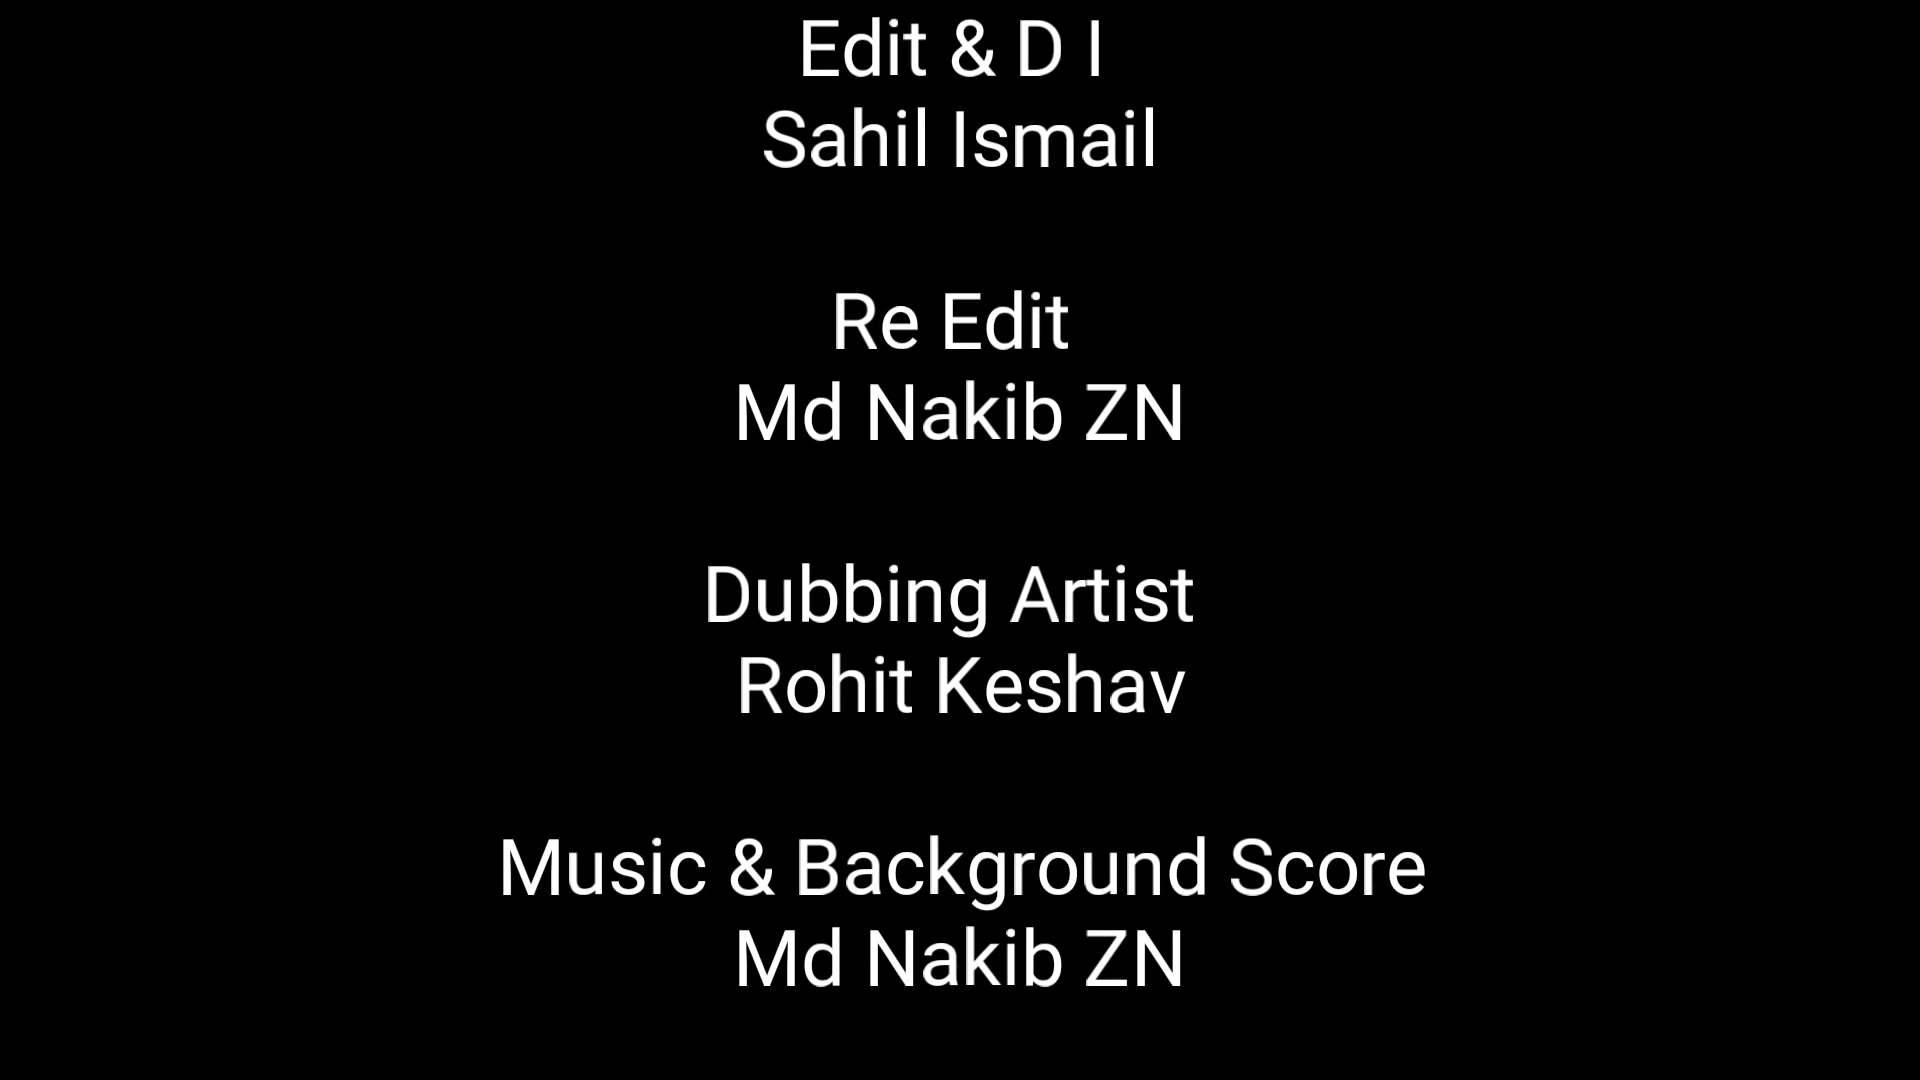 Edit & D I
Sahil Ismail
Re Edit
Md Nakib ZN
Dubbing Artist
Rohit Keshav
Music & Background Score
Md Nakib ZN